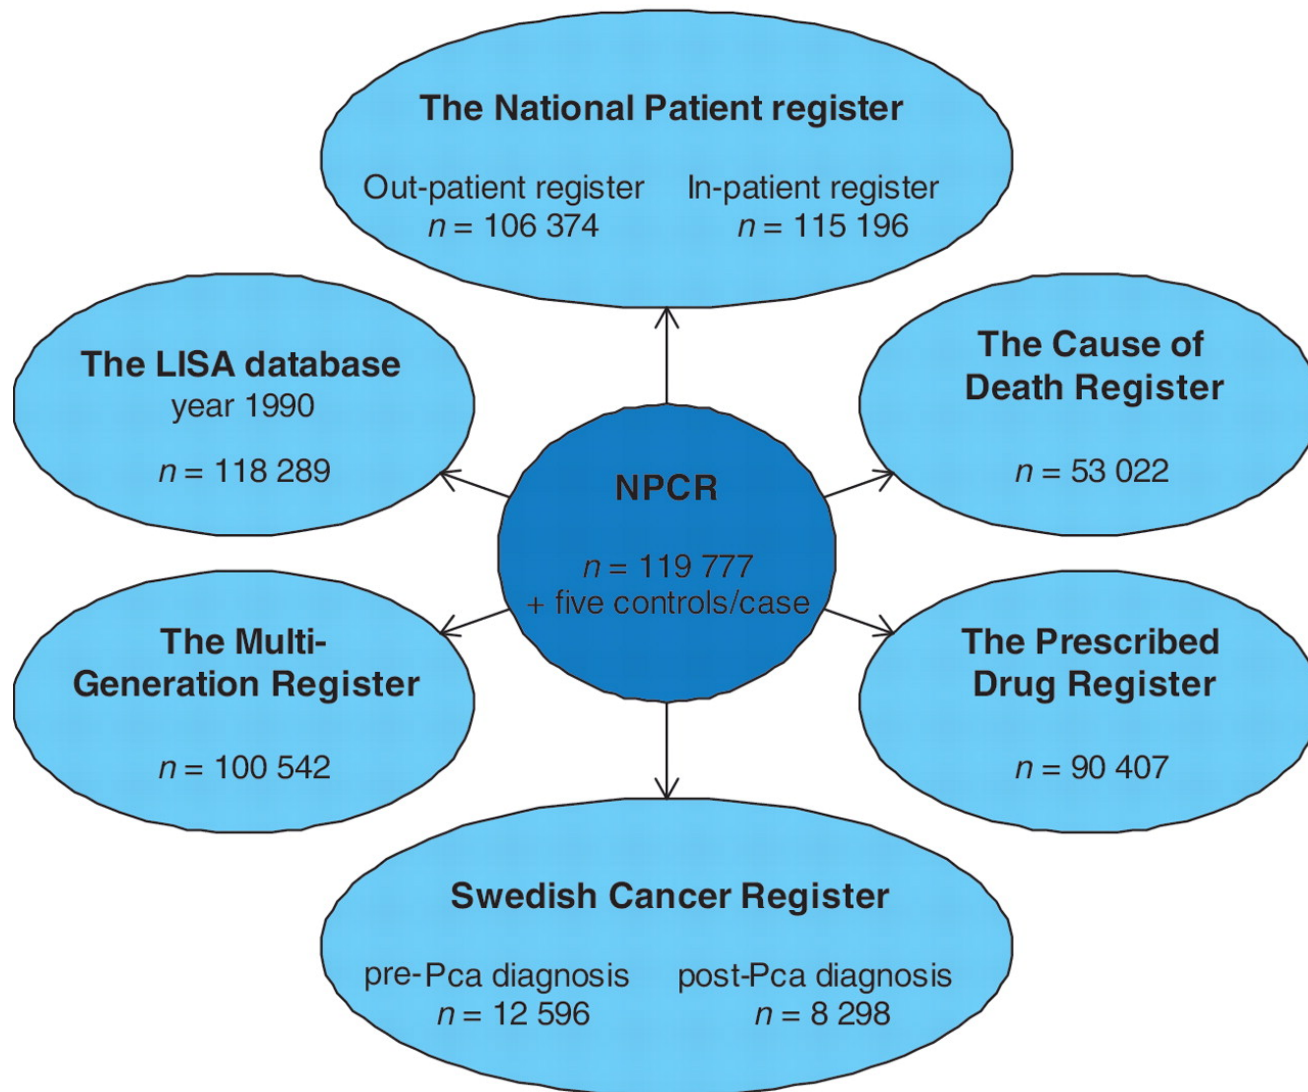 The National Patient register
Out-patient register
n = 106 374
In-patient register
n = 115 196
The LISA database
year 1990
n = 118 289
The Cause of
Death Register
n = 53 022
NPCR
n = 119 777
+ five controls/case
The Multi-
Generation Register
n = 100 542
The Prescribed
Drug Register
n = 90 407
Swedish Cancer Register
pre-Pca diagnosis
n = 12 596
post-Pca diagnosis
n = 8 298